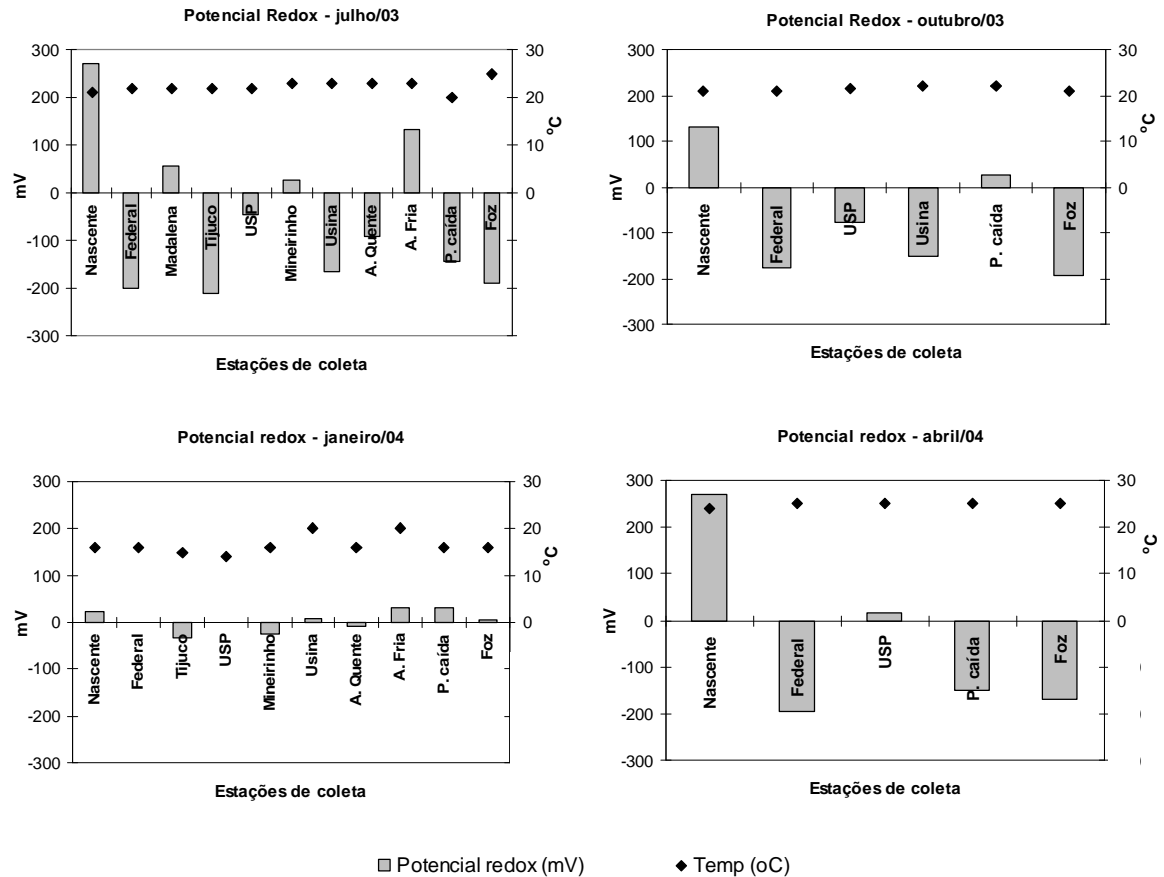 Potencial Redox - julho/03
300
200
100
0
-100
-200
-300
mV
30
20
10
0
ºC
Nascente
Federal
Madalena
Tijuco
USP
Mineirinho
Usina
A. Quente
A. Fria
P. caída
Foz
Estações de coleta
Potencial Redox - outubro/03
300
200
100
0
-100
-200
-300
mV
30
20
10
0
ºC
Nascente
Federal
USP
Usina
P. caída
Foz
Estações de coleta
Potencial redox - janeiro/04
300
200
100
0
-100
-200
-300
mV
30
20
10
0
ºC
Nascente
Federal
Tijuco
USP
Mineirinho
Usina
A. Quente
A. Fria
P. caída
Foz
Estações de coleta
Potencial redox - abril/04
300
200
100
0
-100
-200
-300
mV
30
20
10
0
ºC
Nascente
Federal
USP
P. caída
Foz
Estações de coleta
Potencial redox (mV)
Temp (oC)